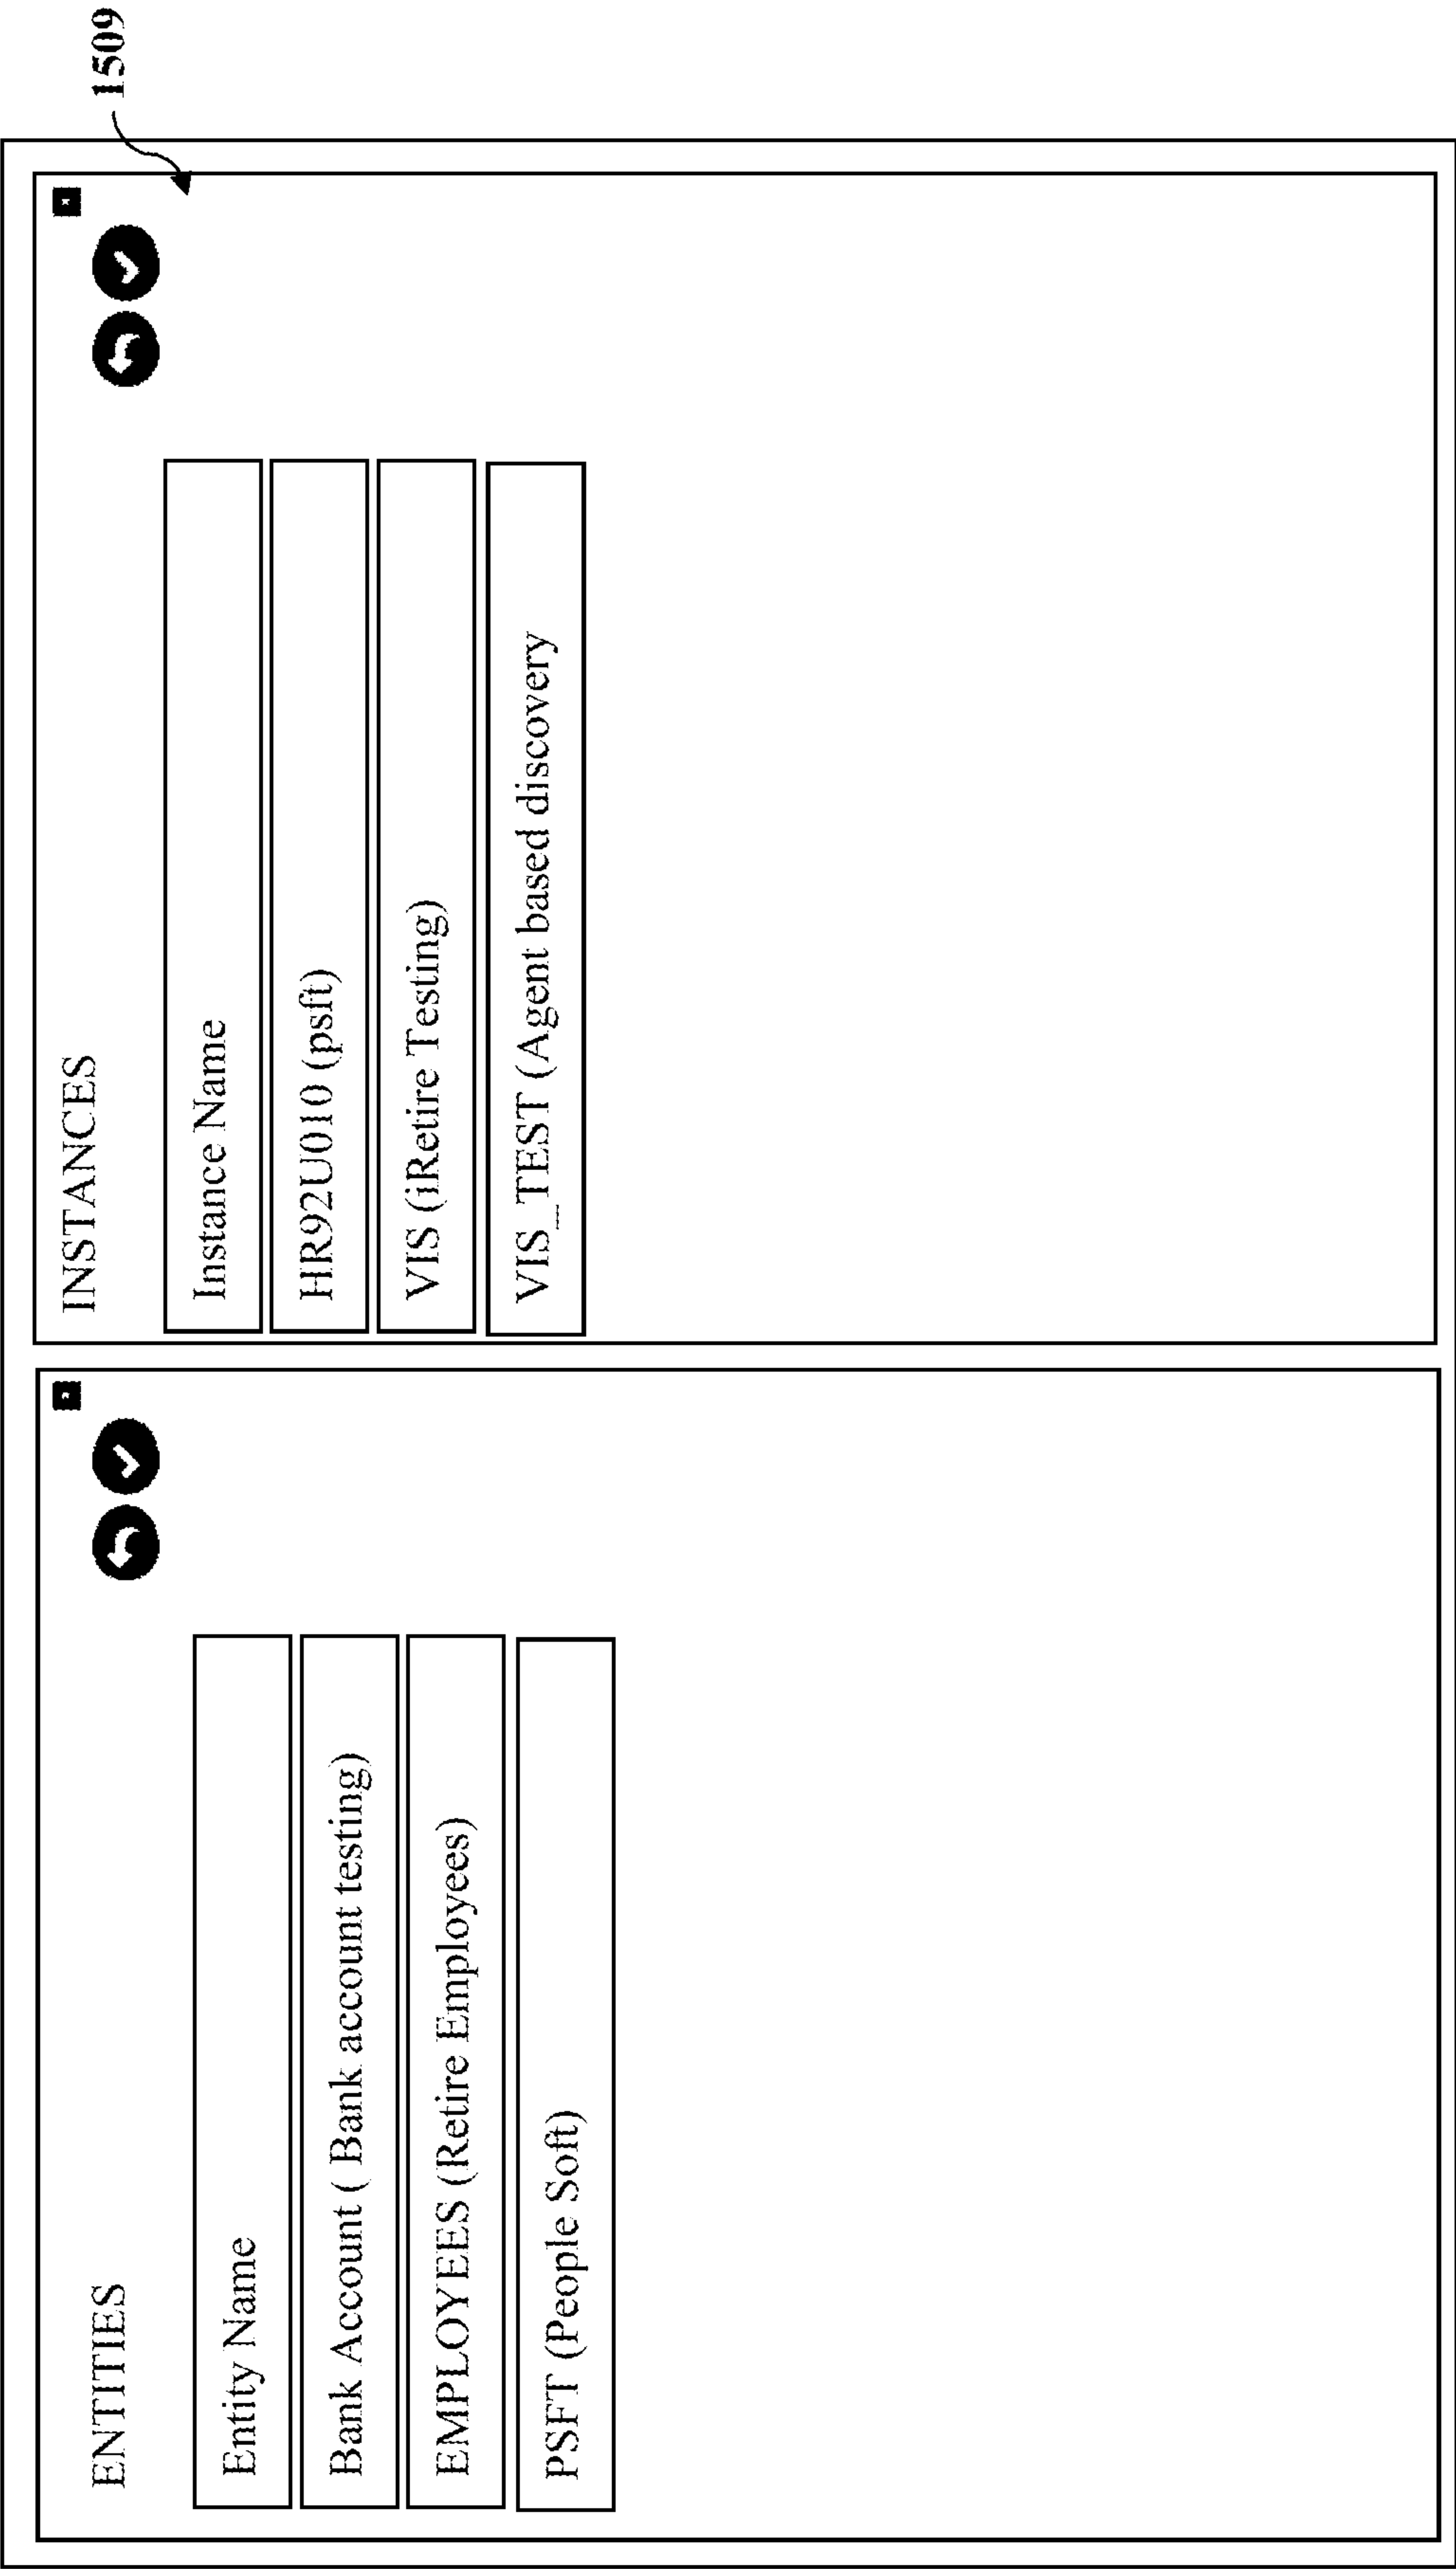 1509
ENTITIES
Entity Name
Bank Account ( Bank account testing)
EMPLOYEES (Retire Employees)
PSFT (People Soft)
INSTANCES
Instance Name
HR92U010 (psft)
VIS (iRetire Testing)
VIS_TEST (Agent based discovery